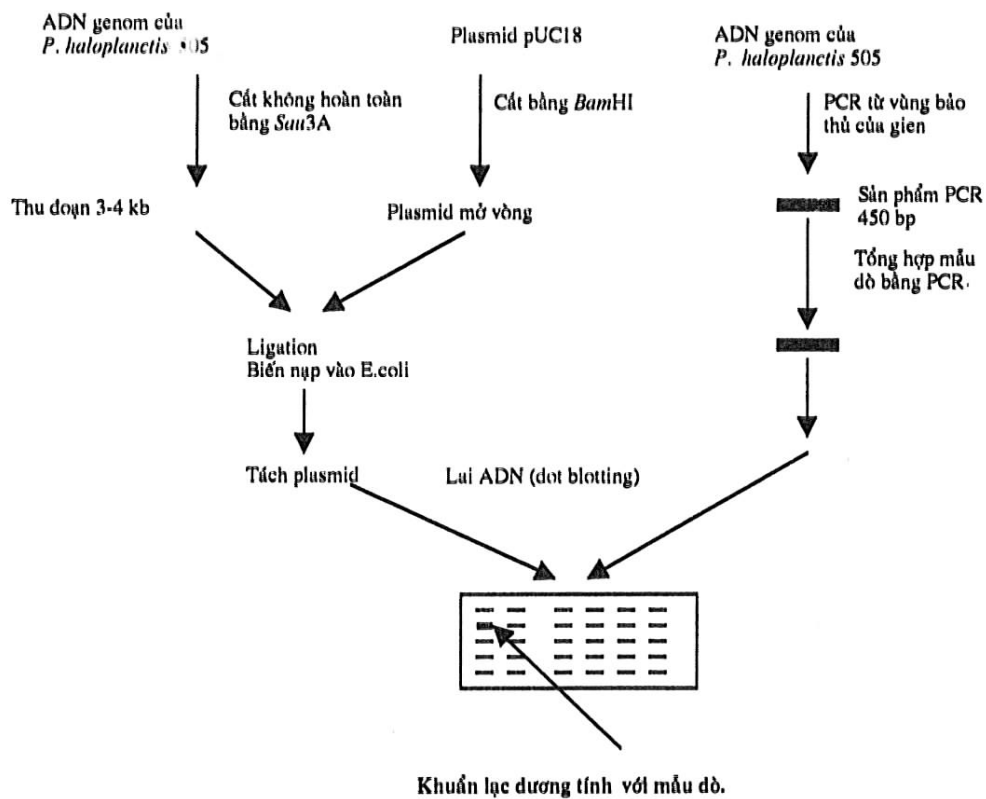 ADN genom của
P. haloplanctis 505
Plasmid pUC18
ADN genom của
P. haloplanctis 505
Cắt không hoàn toàn
bằng Sau3A
Cắt bằng BamHI
PCR từ vùng bảo
thủ của gien
Thu đoạn 3-4 kb
Plasmid mở vòng
Sản phẩm PCR
450 bp
Tổng hợp mẫu
dò bằng PCR.
Ligation
Biến nạp vào E.coli
Tách plasmid
Lai ADN (dot blotting)
Khuẩn lạc dương tính với mẫu dò.